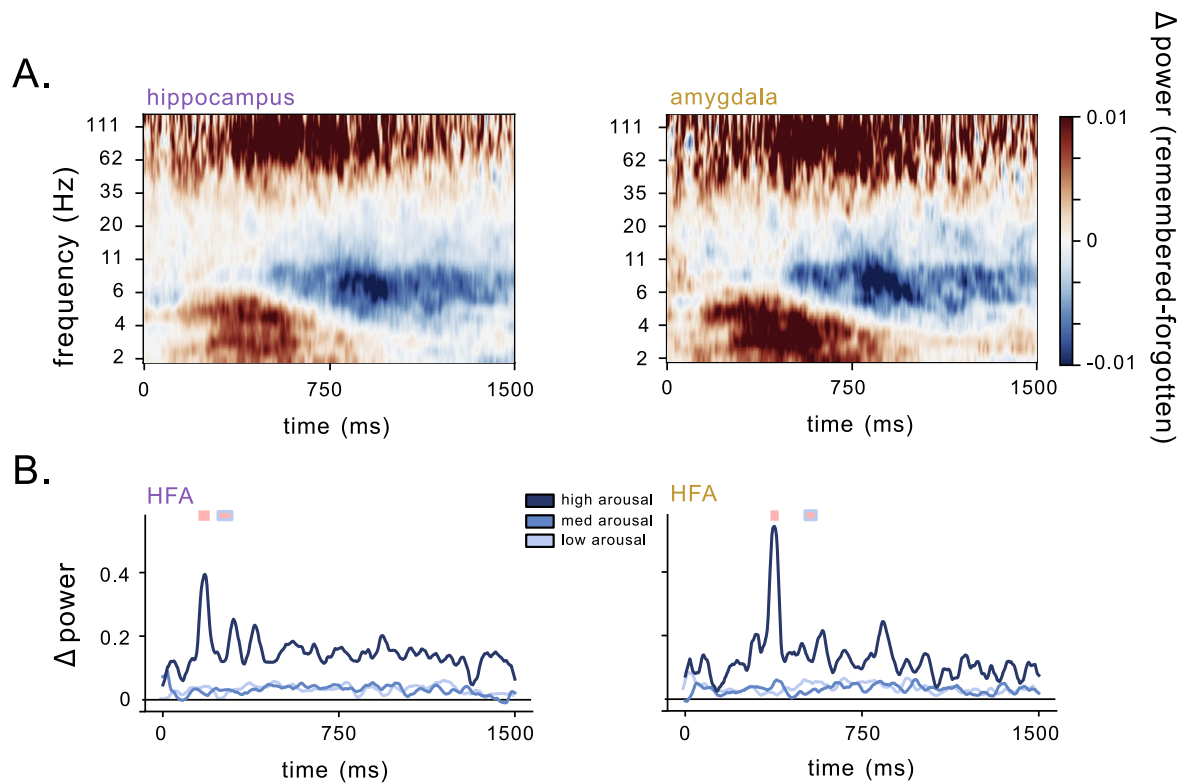 A.
hippocampus
frequency (Hz)
111
62
35
20
11
6
4
2
0
750
1500
time (ms)
amygdala
111
62
35
20
11
6
4
2
0
750
1500
time (ms)
0.01
0
-0.01
Δ power (remembered-forgotten)
B.
HFA
Δ power
0.4
0.2
0
0
750
1500
time (ms)
high arousal
med arousal
low arousal
HFA
0
750
1500
time (ms)